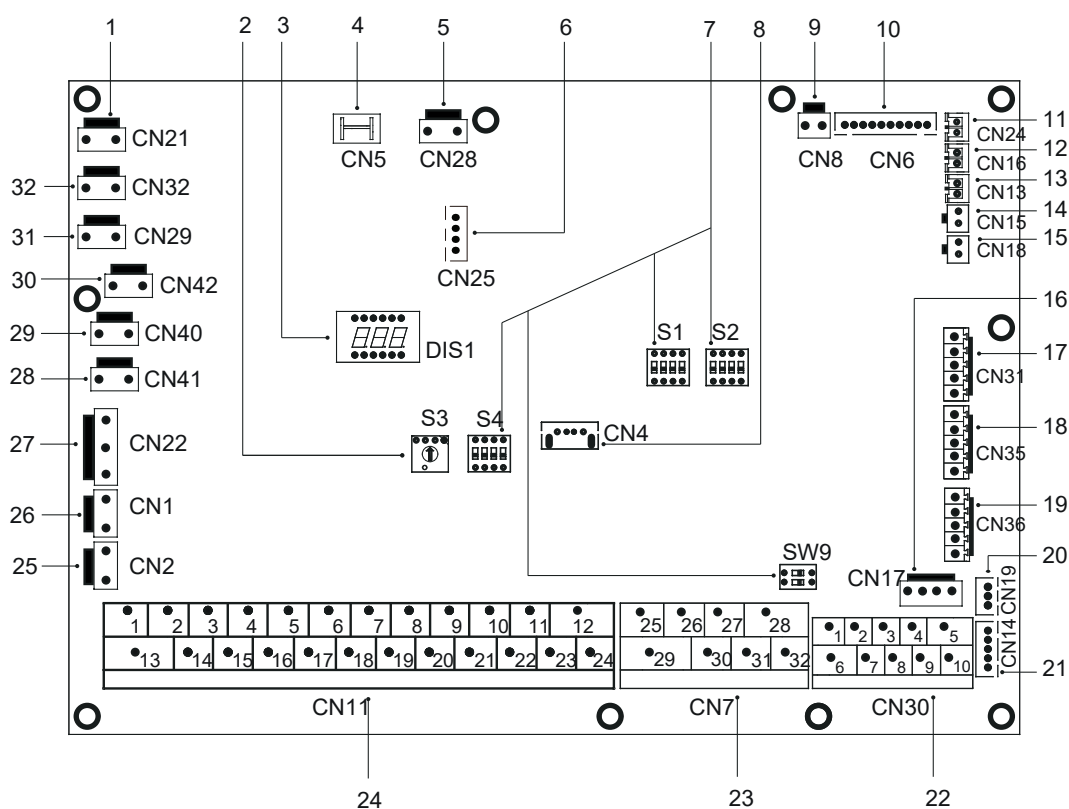 1 2 3 4 5 6 7 8 9 10
CN21 CN5 CN28 CN8 CN6 CN24 11
CN16 12
32 CN32 CN13 13
CN15 14
31 CN29 CN18 15
CN25
30 CN42 16
29 CN40 DIS1 S1 S2 CN31 17
28 CN41
27 CN22 S3 S4 CN4 CN35 18
26 CN1 CN36 19
25 CN2 SW9 CN17 CN19 20
1 2 3 4 5 6 7 8 9 10 11 12 25 26 27 28 1 2 3 4 5
13 14 15 16 17 18 19 20 21 22 23 24 29 30 31 32 6 7 8 9 10 CN14 21
CN11 CN7 CN30
24 23 22